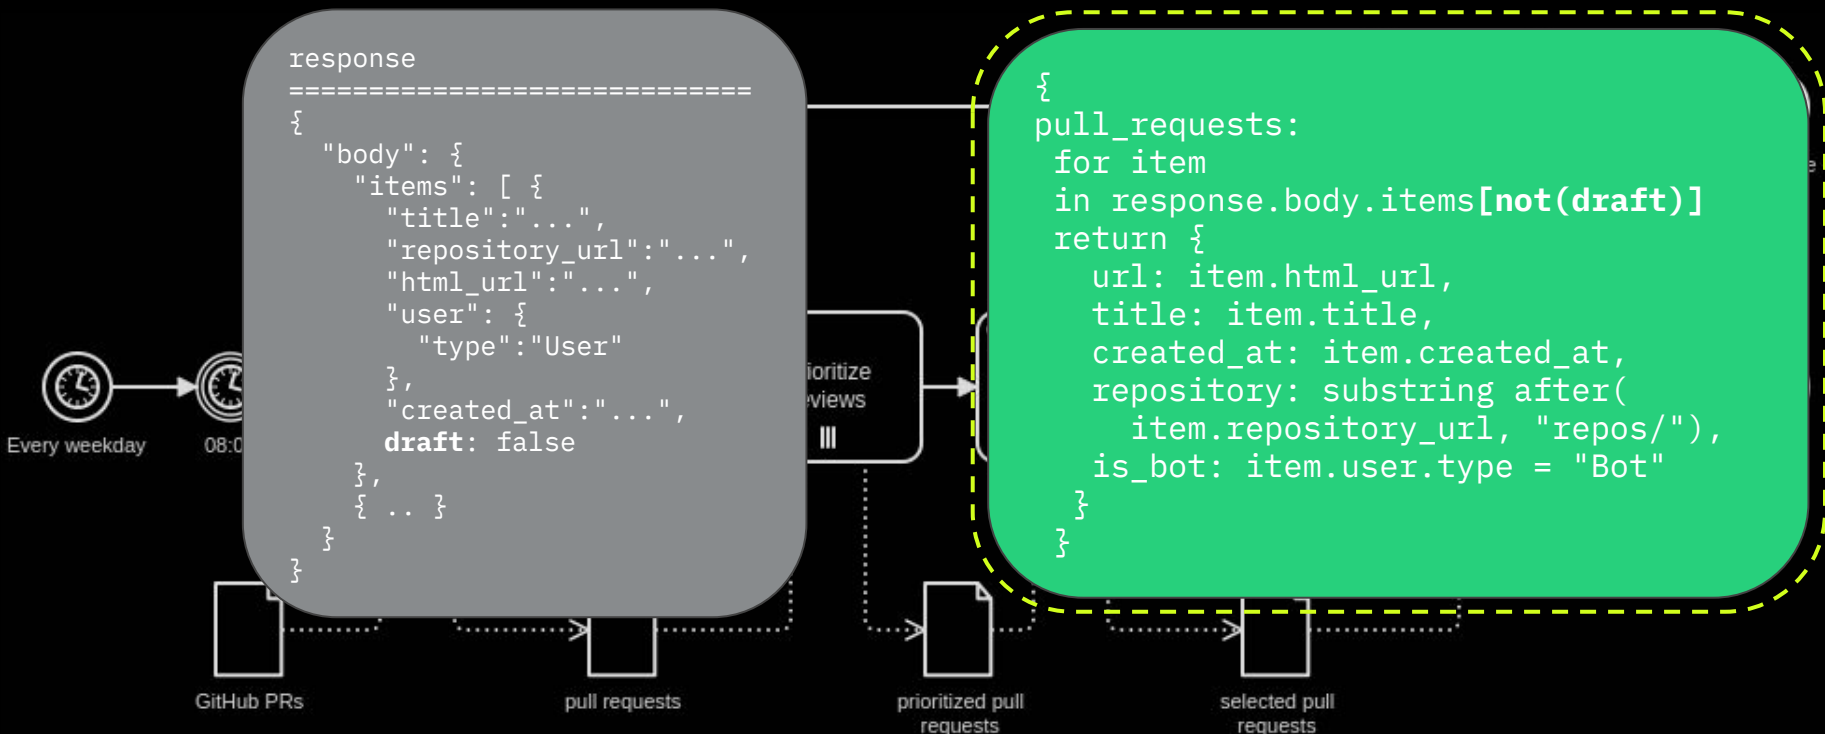 response
=============================
{
"body": {
"items": [ {
"title":"...",
"repository_url":"...",
"html_url":"...",
"user": {
"type":"User"
},
"created_at":"...",
draft: false
},
{ .. }
}
}
{
pull_requests:
for item
in response.body.items[not(draft)]
return {
url: item.html_url,
title: item.title,
created_at: item.created_at,
repository: substring after(
item.repository_url, "repos/"),
is_bot: item.user.type = "Bot"
}
}
Every weekday
GitHub PRs
pull requests
prioritized pull
requests
selected pull
requests